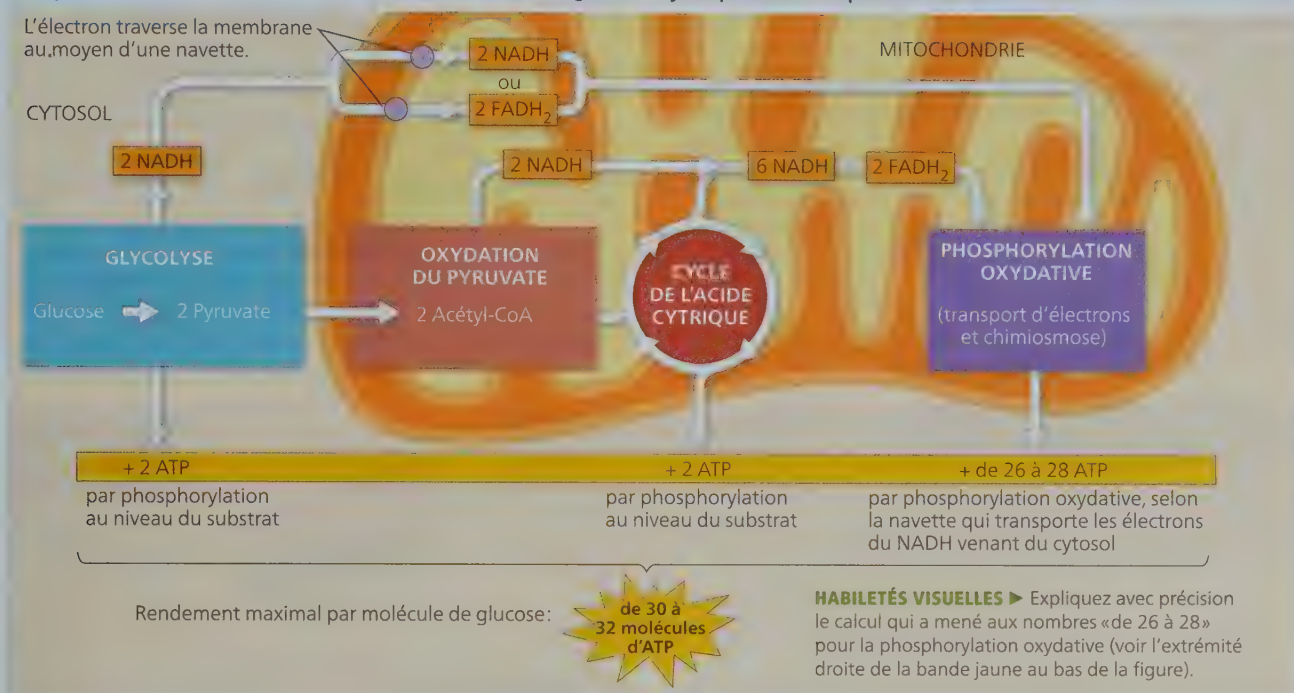 L'électron traverse la membrane
au moyen d'une navette.
CYTOSOL
MITOCHONDRIE
2 NADH
ou
2 FADH₂
2 NADH
2 NADH
6 NADH
2 FADH₂
GLYCOLYSE
Glucose
2 Pyruvate
OXYDATION
DU PYRUVATE
2 Acétyl-CoA
CYCLE
DE L'ACIDE
CYTRIQUE
PHOSPHORYLATION
OXYDATIVE
(transport d'électrons
et chimiosmose)
+ 2 ATP
par phosphorylation
au niveau du substrat
+ 2 ATP
par phosphorylation
au niveau du substrat
+ de 26 à 28 ATP
par phosphorylation oxydative, selon
la navette qui transporte les électrons
du NADH venant du cytosol
Rendement maximal par molécule de glucose:
de 30 à
32 molécules
d'ATP
HABILETÉS VISUELLES ▶ Expliquez avec précision
le calcul qui a mené aux nombres «de 26 à 28»
pour la phosphorylation oxydative (voir l'extrémité
droite de la bande jaune au bas de la figure).